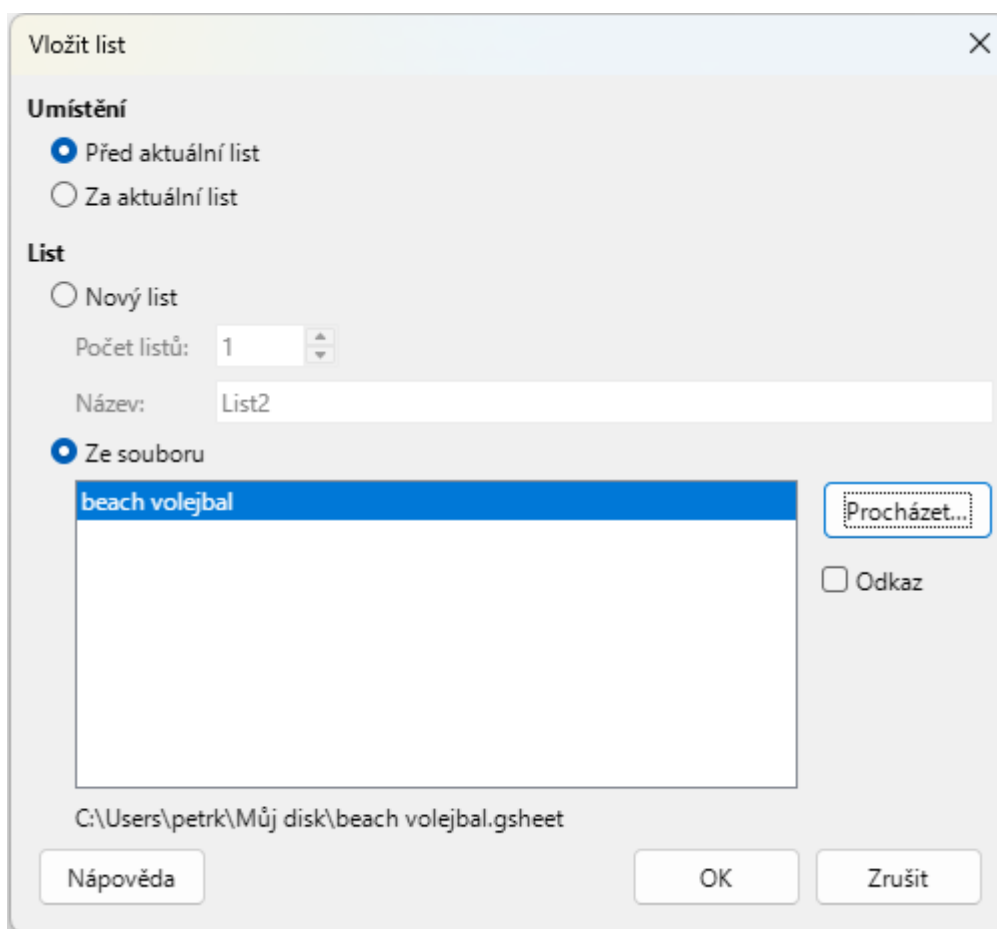 Vložit list
Umístění
Před aktuální list
Za aktuální list
List
Nový list
Počet listů: 1
Název: List2
Ze souboru
beach volejbal
Procházet...
Odkaz
C:\Users\petrk\Můj disk\beach volejbal.gsheet
Nápověda OK Zrušit